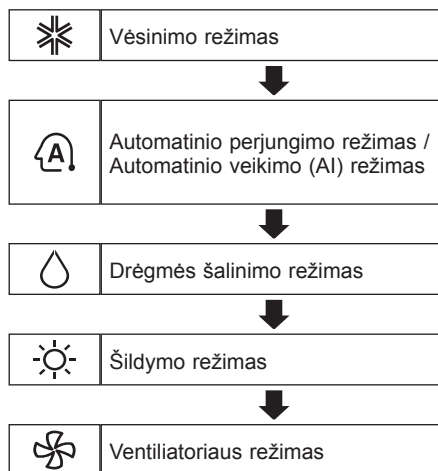 Vėsinimo režimas
A
Automatinio perjungimo režimas /
Automatinio veikimo (AI) režimas
Drėgmės šalinimo režimas
Šildymo režimas
Ventiliatoriaus režimas